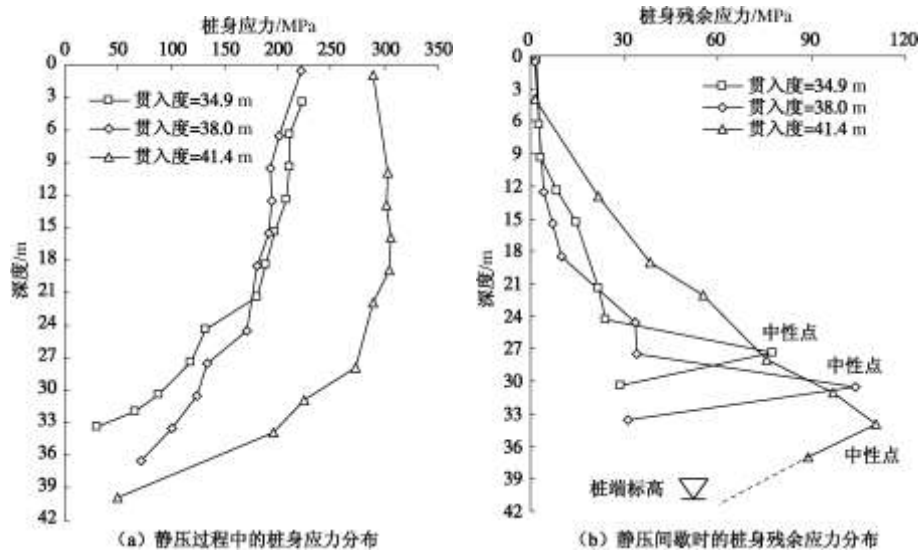 桩身应力/MPa
0 50 100 150 200 250 300 350
0
3
6
9
12
15
18
21
24
27
30
33
36
39
42
深度/m
贯入度=34.9 m
贯入度=38.0 m
贯入度=41.4 m
(a) 静压过程中的桩身应力分布
桩身残余应力/MPa
0 30 60 90 120
0
3
6
9
12
15
18
21
24
27
30
33
36
39
42
深度/m
贯入度=34.9 m
贯入度=38.0 m
贯入度=41.4 m
中性点
中性点
中性点
桩端标高
(b) 静压间歇时的桩身残余应力分布